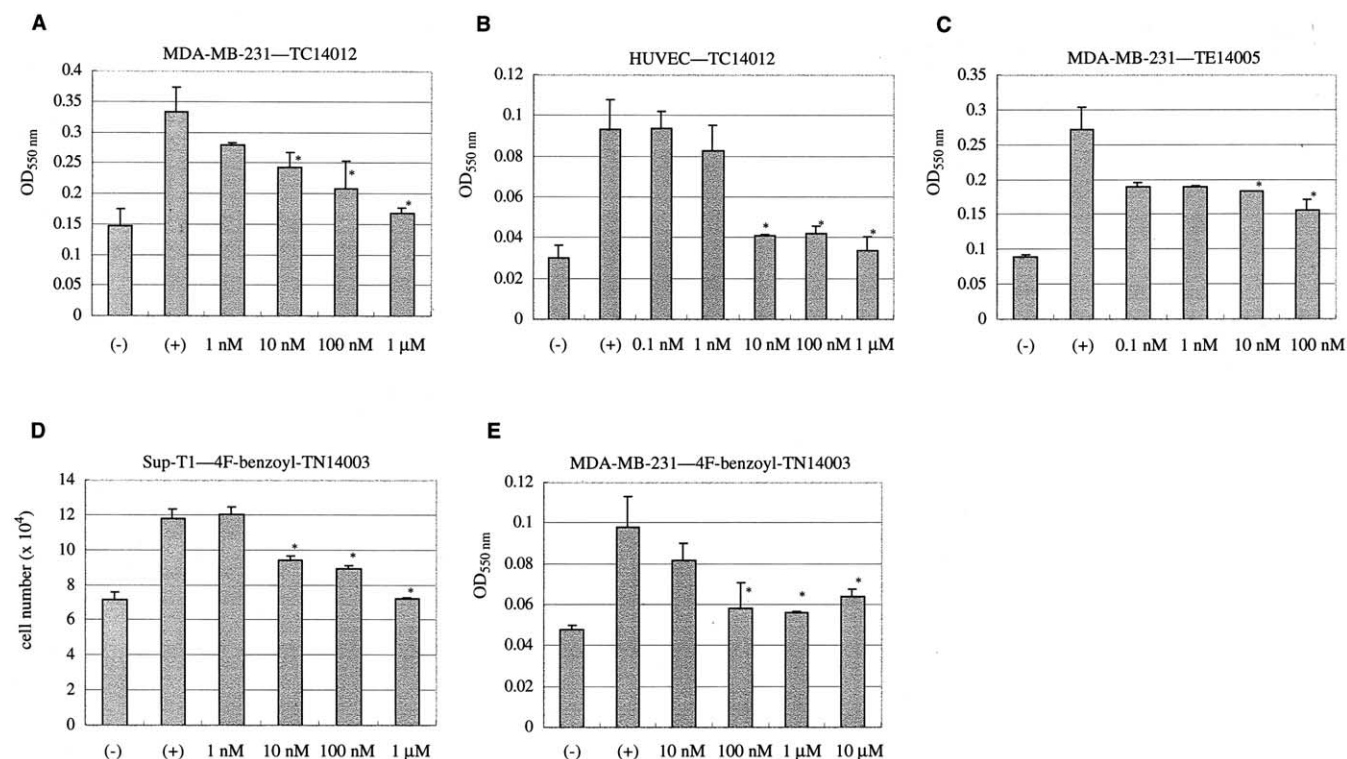 A
MDA-MB-231—TC14012
0.4
0.35
0.3
0.25
0.2
0.15
0.1
0.05
0
OD550 nm
* * *
(-) (+) 1 nM 10 nM 100 nM 1 µM
B
HUVEC—TC14012
0.12
0.1
0.08
0.06
0.04
0.02
0
OD550 nm
* * *
(-) (+) 0.1 nM 1 nM 10 nM 100 nM 1 µM
C
MDA-MB-231—TE14005
0.35
0.3
0.25
0.2
0.15
0.1
0.05
0
OD550 nm
* *
(-) (+) 0.1 nM 1 nM 10 nM 100 nM
D
Sup-T1—4F-benzoyl-TN14003
14
12
10
8
6
4
2
0
cell number (x 10⁴)
* * *
(-) (+) 1 nM 10 nM 100 nM 1 µM
E
MDA-MB-231—4F-benzoyl-TN14003
0.12
0.1
0.08
0.06
0.04
0.02
0
OD550 nm
* * *
(-) (+) 10 nM 100 nM 1 µM 10 µM